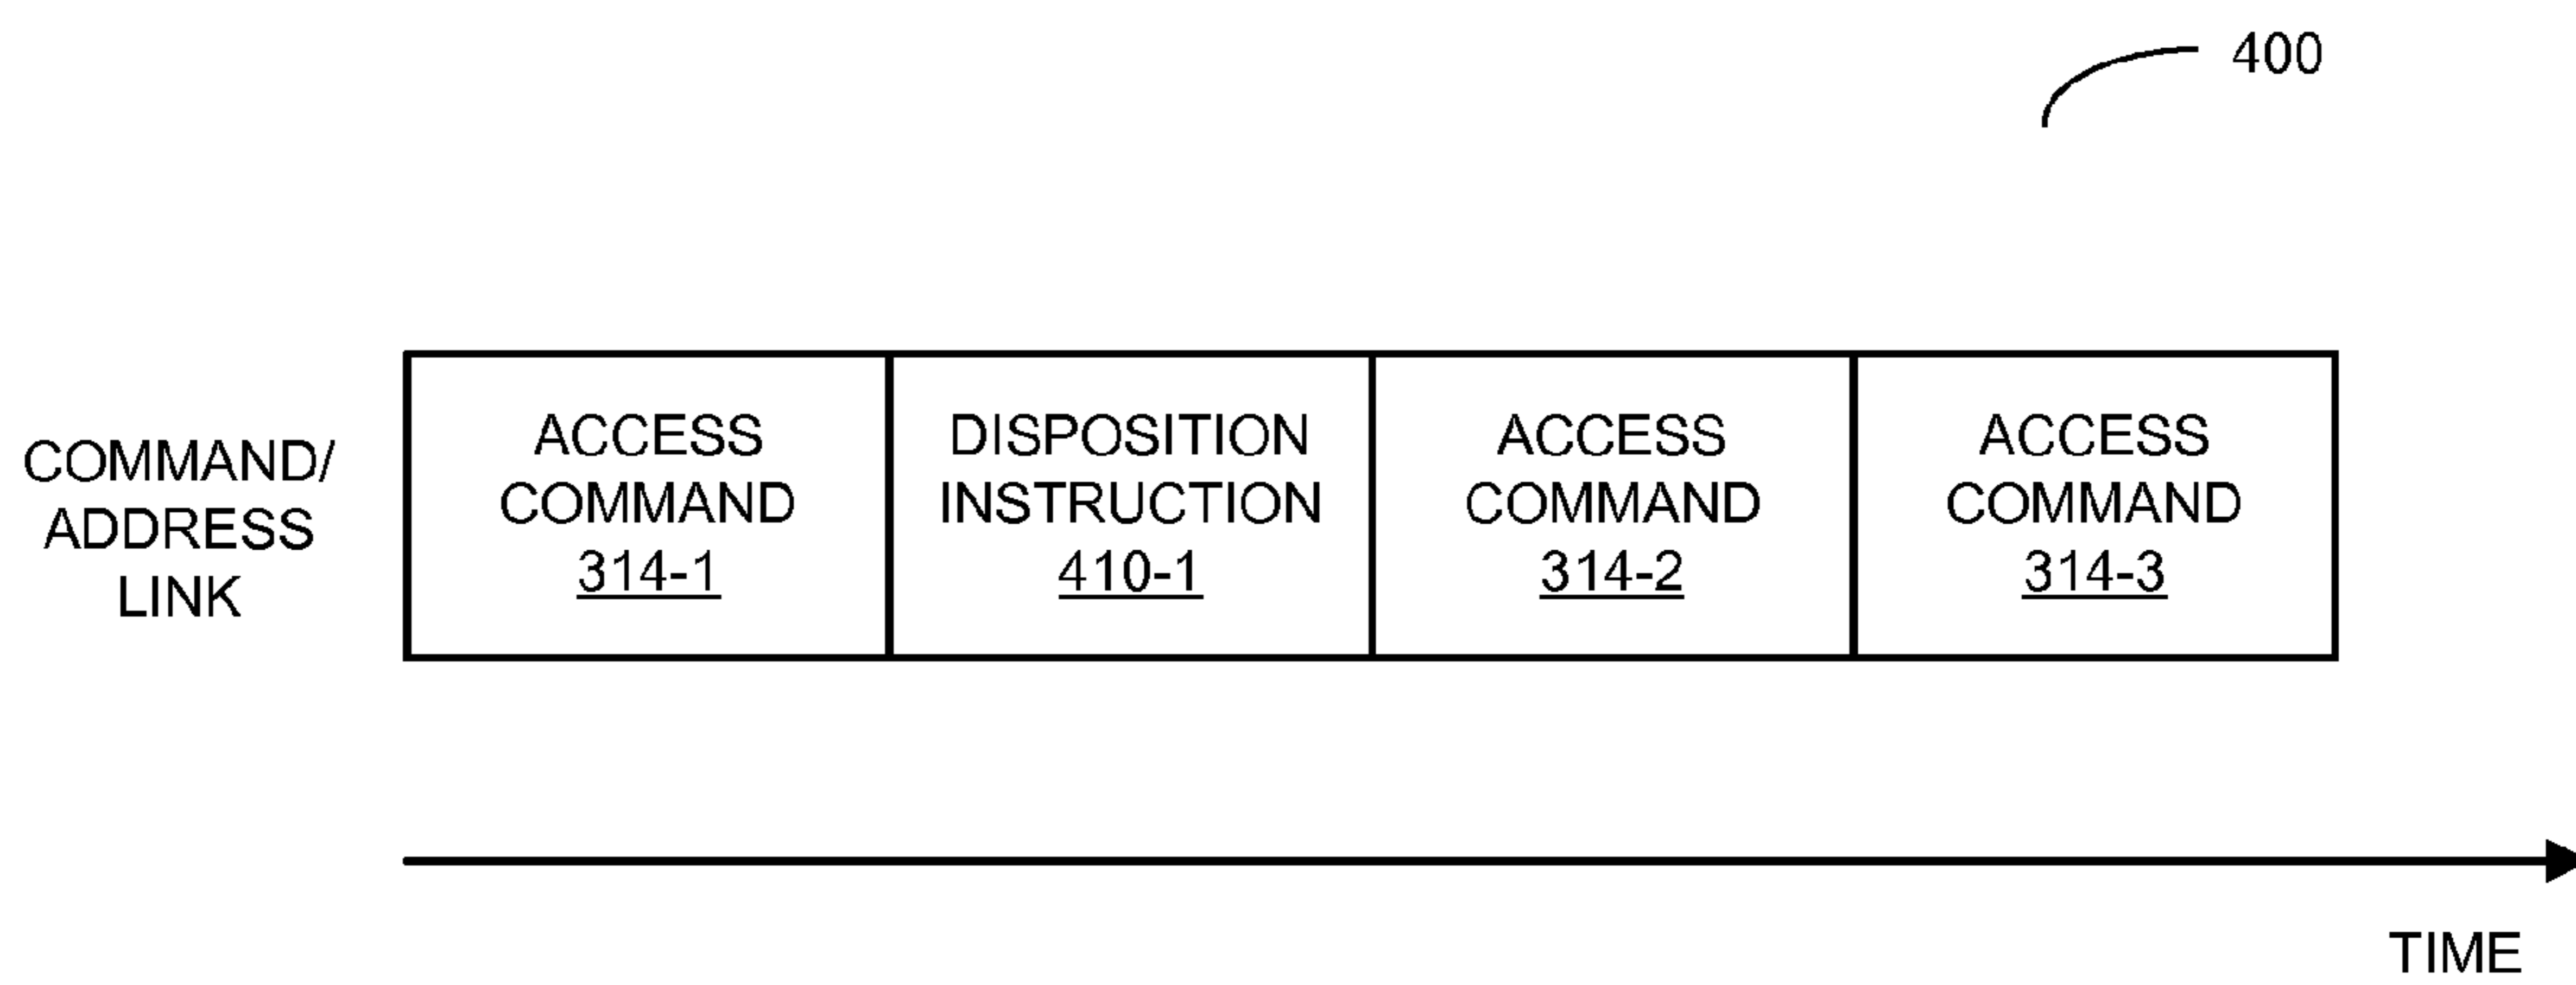 400
COMMAND/
ADDRESS
LINK
ACCESS
COMMAND
314-1
DISPOSITION
INSTRUCTION
410-1
ACCESS
COMMAND
314-2
ACCESS
COMMAND
314-3
TIME